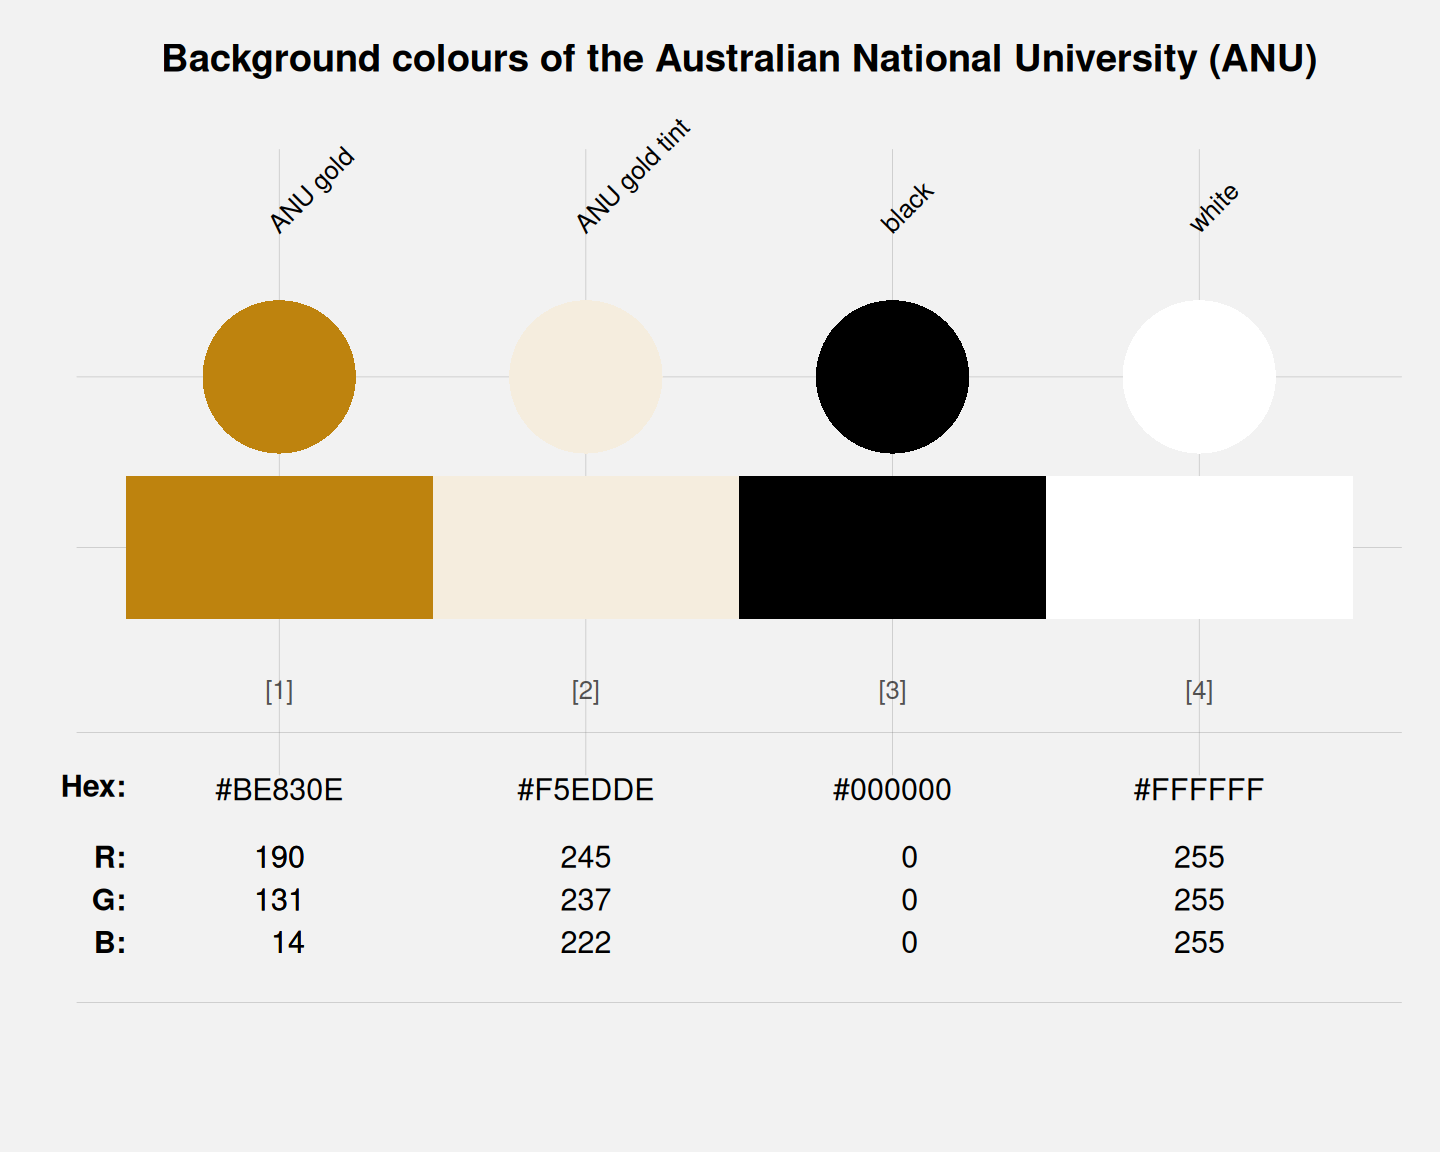 Background colours of the Australian National University (ANU)
ANU gold
ANU gold tint
black
white
[1] [2] [3] [4]
Hex: #BE830E #F5EDDE #000000 #FFFFFF
R: 190 245 0 255
G: 131 237 0 255
B: 14 222 0 255